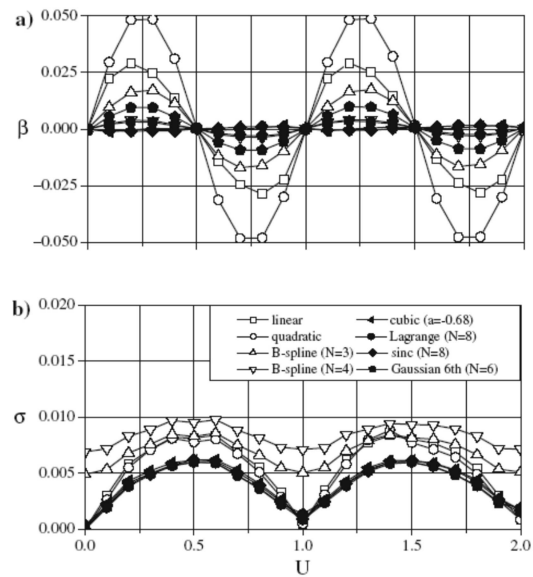 a)
0.050
0.025
β
0.000
−0.025
−0.050
b)
0.020
linear
quadratic
B-spline (N=3)
B-spline (N=4)
cubic (a=-0.68)
Lagrange (N=8)
sinc (N=8)
Gaussian 6th (N=6)
0.015
σ
0.010
0.005
0.000
0.0 0.5 1.0 1.5 2.0
U